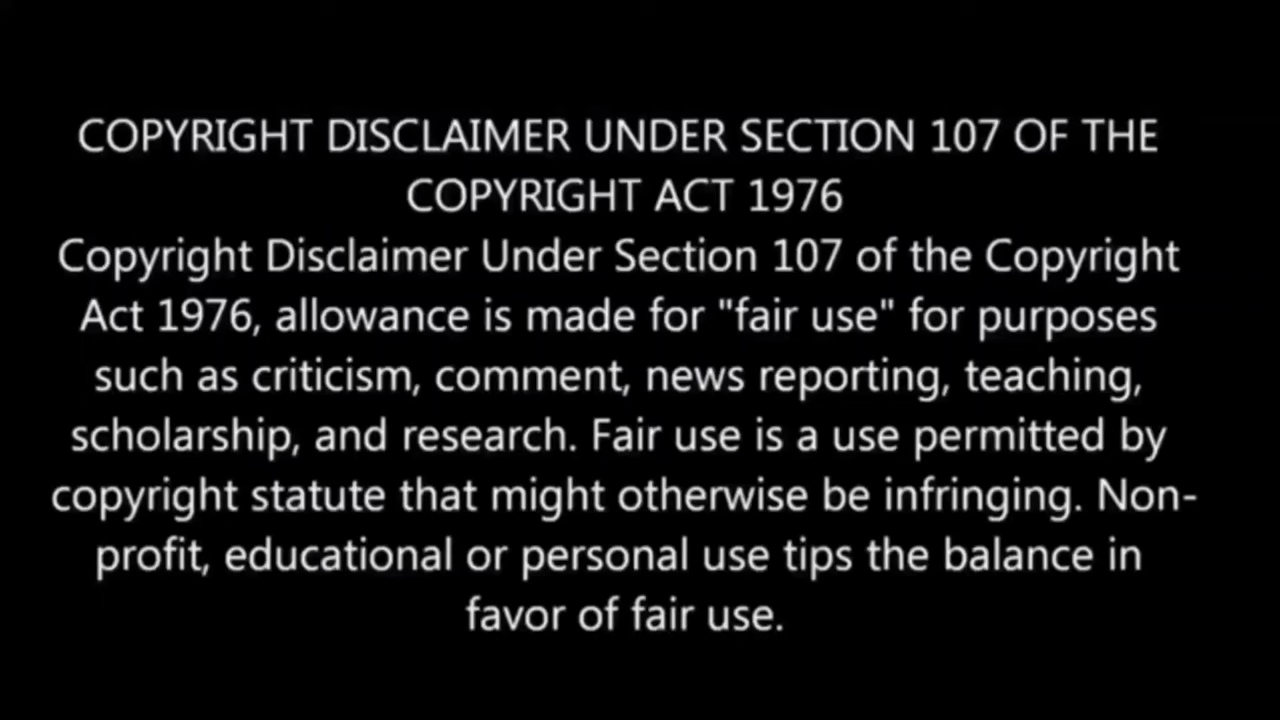 COPYRIGHT DISCLAIMER UNDER SECTION 107 OF THE
COPYRIGHT ACT 1976
Copyright Disclaimer Under Section 107 of the Copyright
Act 1976, allowance is made for "fair use" for purposes
such as criticism, comment, news reporting, teaching,
scholarship, and research. Fair use is a use permitted by
copyright statute that might otherwise be infringing. Non-
profit, educational or personal use tips the balance in
favor of fair use.